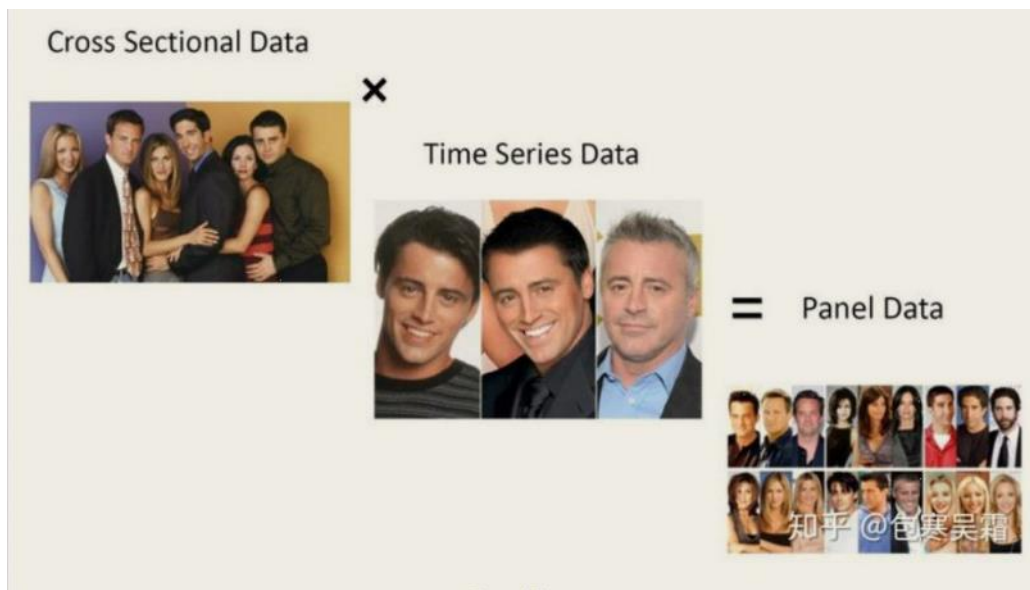 Cross Sectional Data
×
Time Series Data
= Panel Data
知乎 @包寒吴霜